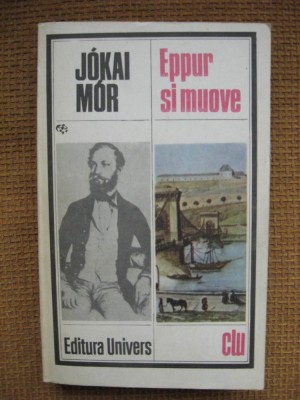 JÓKAI
MÓR
Eppur
si muove
Editura Univers
clu